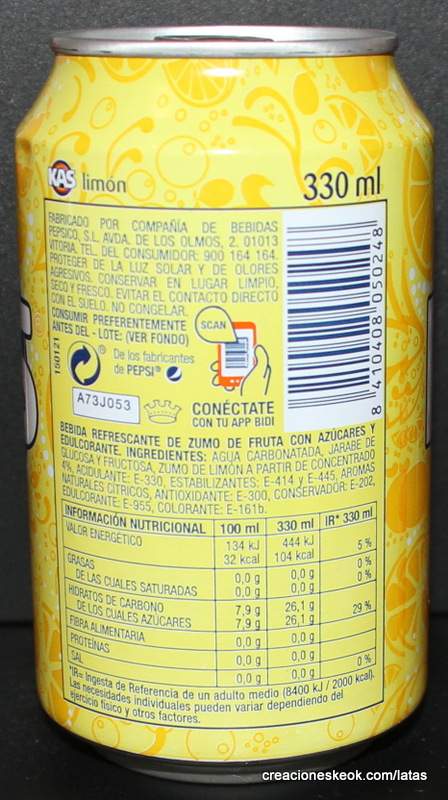 KAS limón
330 ml
FABRICADO POR COMPAÑÍA DE BEBIDAS
PEPSICO, S.L. AVDA. DE LOS OLMOS, 2. 01013
VITORIA. TEL. DEL CONSUMIDOR: 900 164 164.
PROTEGER DE LA LUZ SOLAR Y DE OLORES
AGRESIVOS. CONSERVAR EN LUGAR LIMPIO,
SECO Y FRESCO. EVITAR EL CONTACTO DIRECTO
CON EL SUELO. NO CONGELAR.
CONSUMIR PREFERENTEMENTE
ANTES DEL - LOTE: (VER FONDO)
SCAN
150121
® De los fabricantes
de PEPSI®
A73J053
CONÉCTATE
CON TU APP BIDI
8 410408 050248
BEBIDA REFRESCANTE DE ZUMO DE FRUTA CON AZÚCARES Y
EDULCORANTE. INGREDIENTES: AGUA CARBONATADA, JARABE DE
GLUCOSA Y FRUCTOSA, ZUMO DE LIMÓN A PARTIR DE CONCENTRADO
4%, ACIDULANTE: E-330, ESTABILIZANTES: E-414 y E-445, AROMAS
NATURALES CÍTRICOS, ANTIOXIDANTE: E-300, CONSERVADOR: E-202,
EDULCORANTE: E-955, COLORANTE: E-161b.
INFORMACIÓN NUTRICIONAL 100 ml 330 ml IR* 330 ml
VALOR ENERGÉTICO 134 kJ 444 kJ
32 kcal 104 kcal 5%
GRASAS 0,0 g 0,0 g 0%
DE LAS CUALES SATURADAS 0,0 g 0,0 g 0%
HIDRATOS DE CARBONO 7,9 g 26,1 g
DE LOS CUALES AZÚCARES 7,9 g 26,1 g 29%
FIBRA ALIMENTARIA 0,0 g 0,0 g
PROTEÍNAS 0,0 g 0,0 g
SAL 0,0 g 0,0 g 0%
*IR= Ingesta de Referencia de un adulto medio (8400 kJ / 2000 kcal).
Las necesidades individuales pueden variar dependiendo del
ejercicio físico y otros factores.
creacioneskeok.com/latas